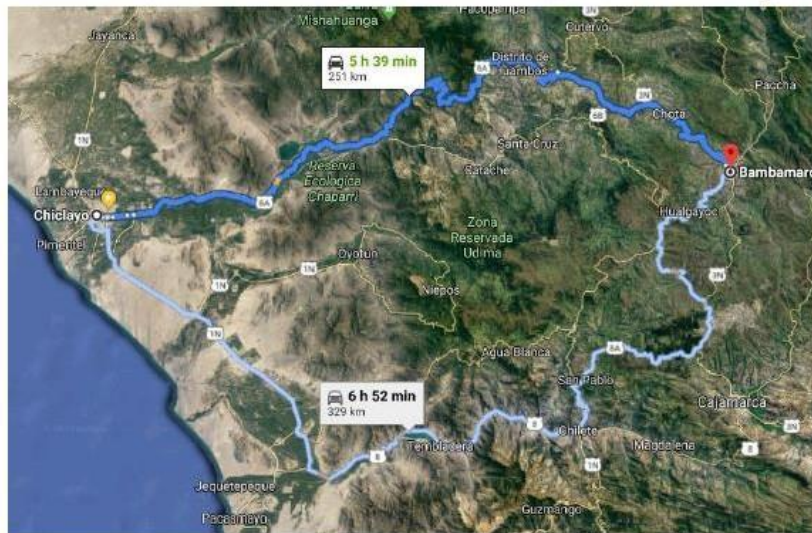 Mishahuanga
Pacopampa
3N
Cutervo
Jayanca
5 h 39 min
251 km
6A
Distrito de
Huambos
Paccha
1N
3N
Chota
6B
Santa Cruz
Catache
Reserva
Ecológica
Chaparri
Bambamarc
Lambayeque
6A
Chiclayo
Hualgayoc
Pimentel
Zona
Reservada
Udima
Oyotún
1N
3N
1N
Niepos
1N
Agua Blanca
6A
San Pablo
6 h 52 min
329 km
Cajamarca
8
Chilete
3N
Tembladera
Magdalena
8
8
1N
Jequetepeque
Guzmango
Pacasmayo